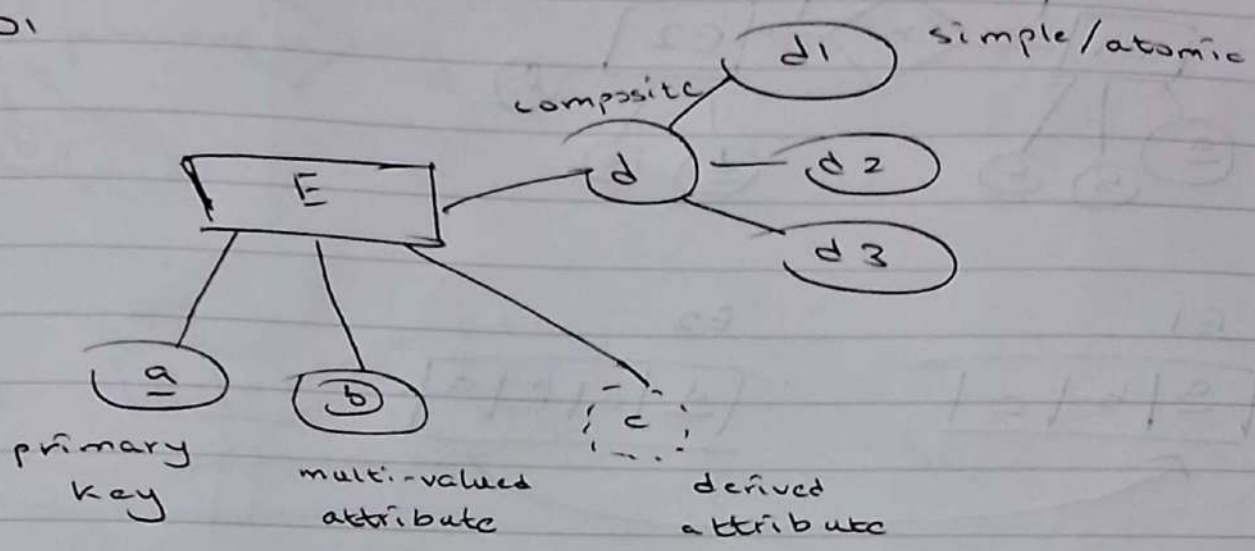 simple/atomic
d1
composite
d
d2
E
d3
a
b
c
primary
key
multi-valued
attribute
derived
attribute